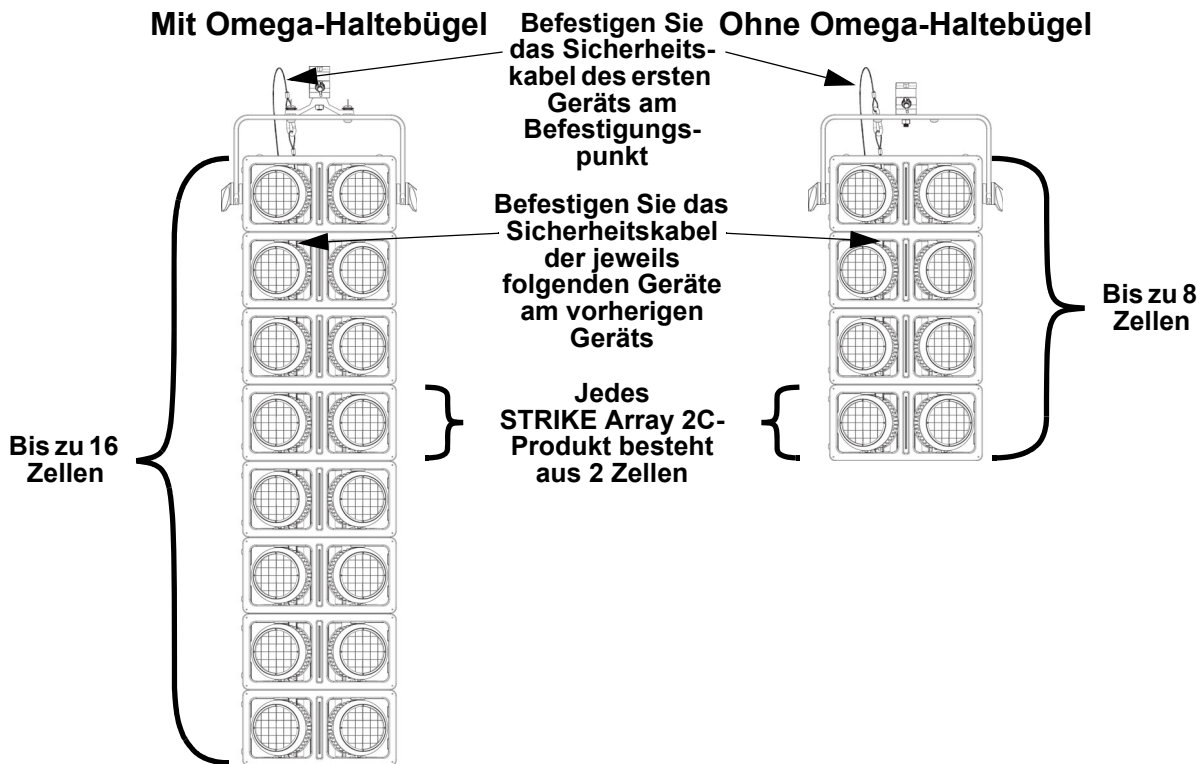 Mit Omega-Haltebügel
Befestigen Sie
das Sicherheits-
kabel des ersten
Geräts am
Befestigungs-
punkt
Ohne Omega-Haltebügel
Befestigen Sie das
Sicherheitskabel
der jeweils
folgenden Geräte
am vorherigen
Geräts
Bis zu 8
Zellen
Jedes
STRIKE Array 2C-
Produkt besteht
aus 2 Zellen
Bis zu 16
Zellen